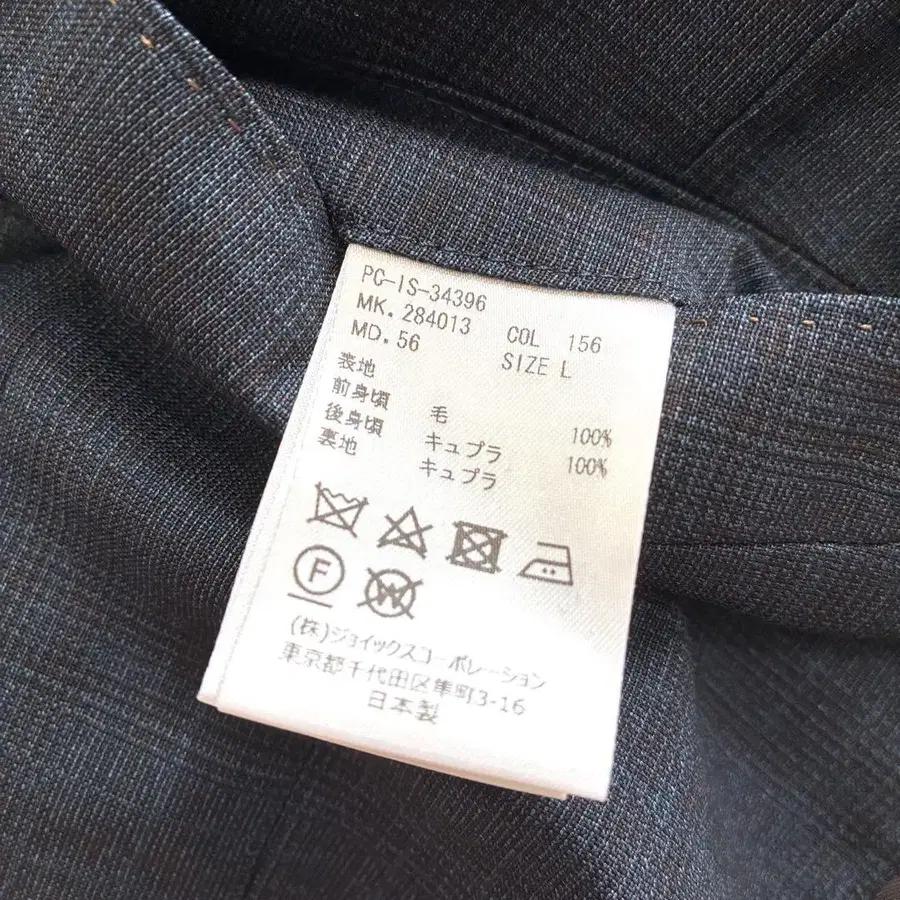 PC-IS-34396
MK. 284013 COL 156
MD. 56 SIZE L
表地
前身頃 毛 100%
後身頃 キュプラ 100%
裏地 キュプラ
F
W
(株)ジョイックスコーポレーション
東京都千代田区隼町3-16
日本製